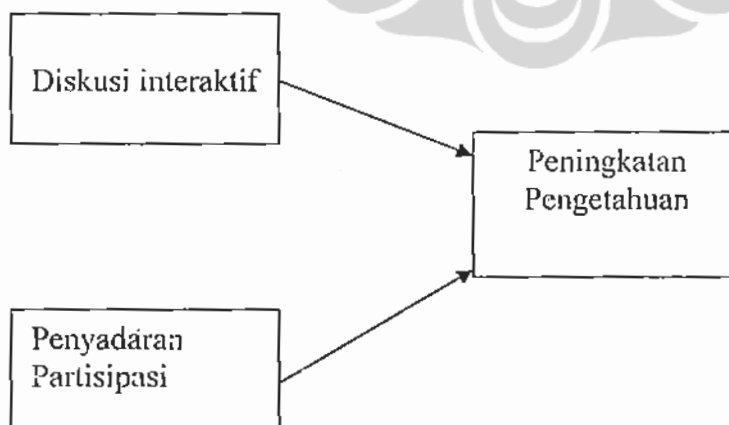 Diskusi interaktif
Peningkatan
Pengetahuan
Penyadaran
Partisipasi